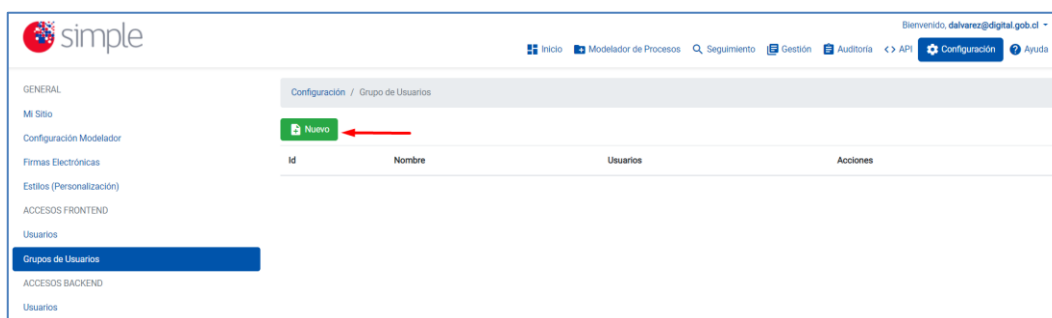 simple
Bienvenido, dalvarez@digital.gob.cl
Inicio Modelador de Procesos Seguimiento Gestión Auditoría <> API Configuración Ayuda
GENERAL
Mi Sitio
Configuración Modelador
Firmas Electrónicas
Estilos (Personalización)
ACCESOS FRONTEND
Usuarios
Grupos de Usuarios
ACCESOS BACKEND
Usuarios
Configuración / Grupo de Usuarios
Nuevo
Id Nombre Usuarios Acciones